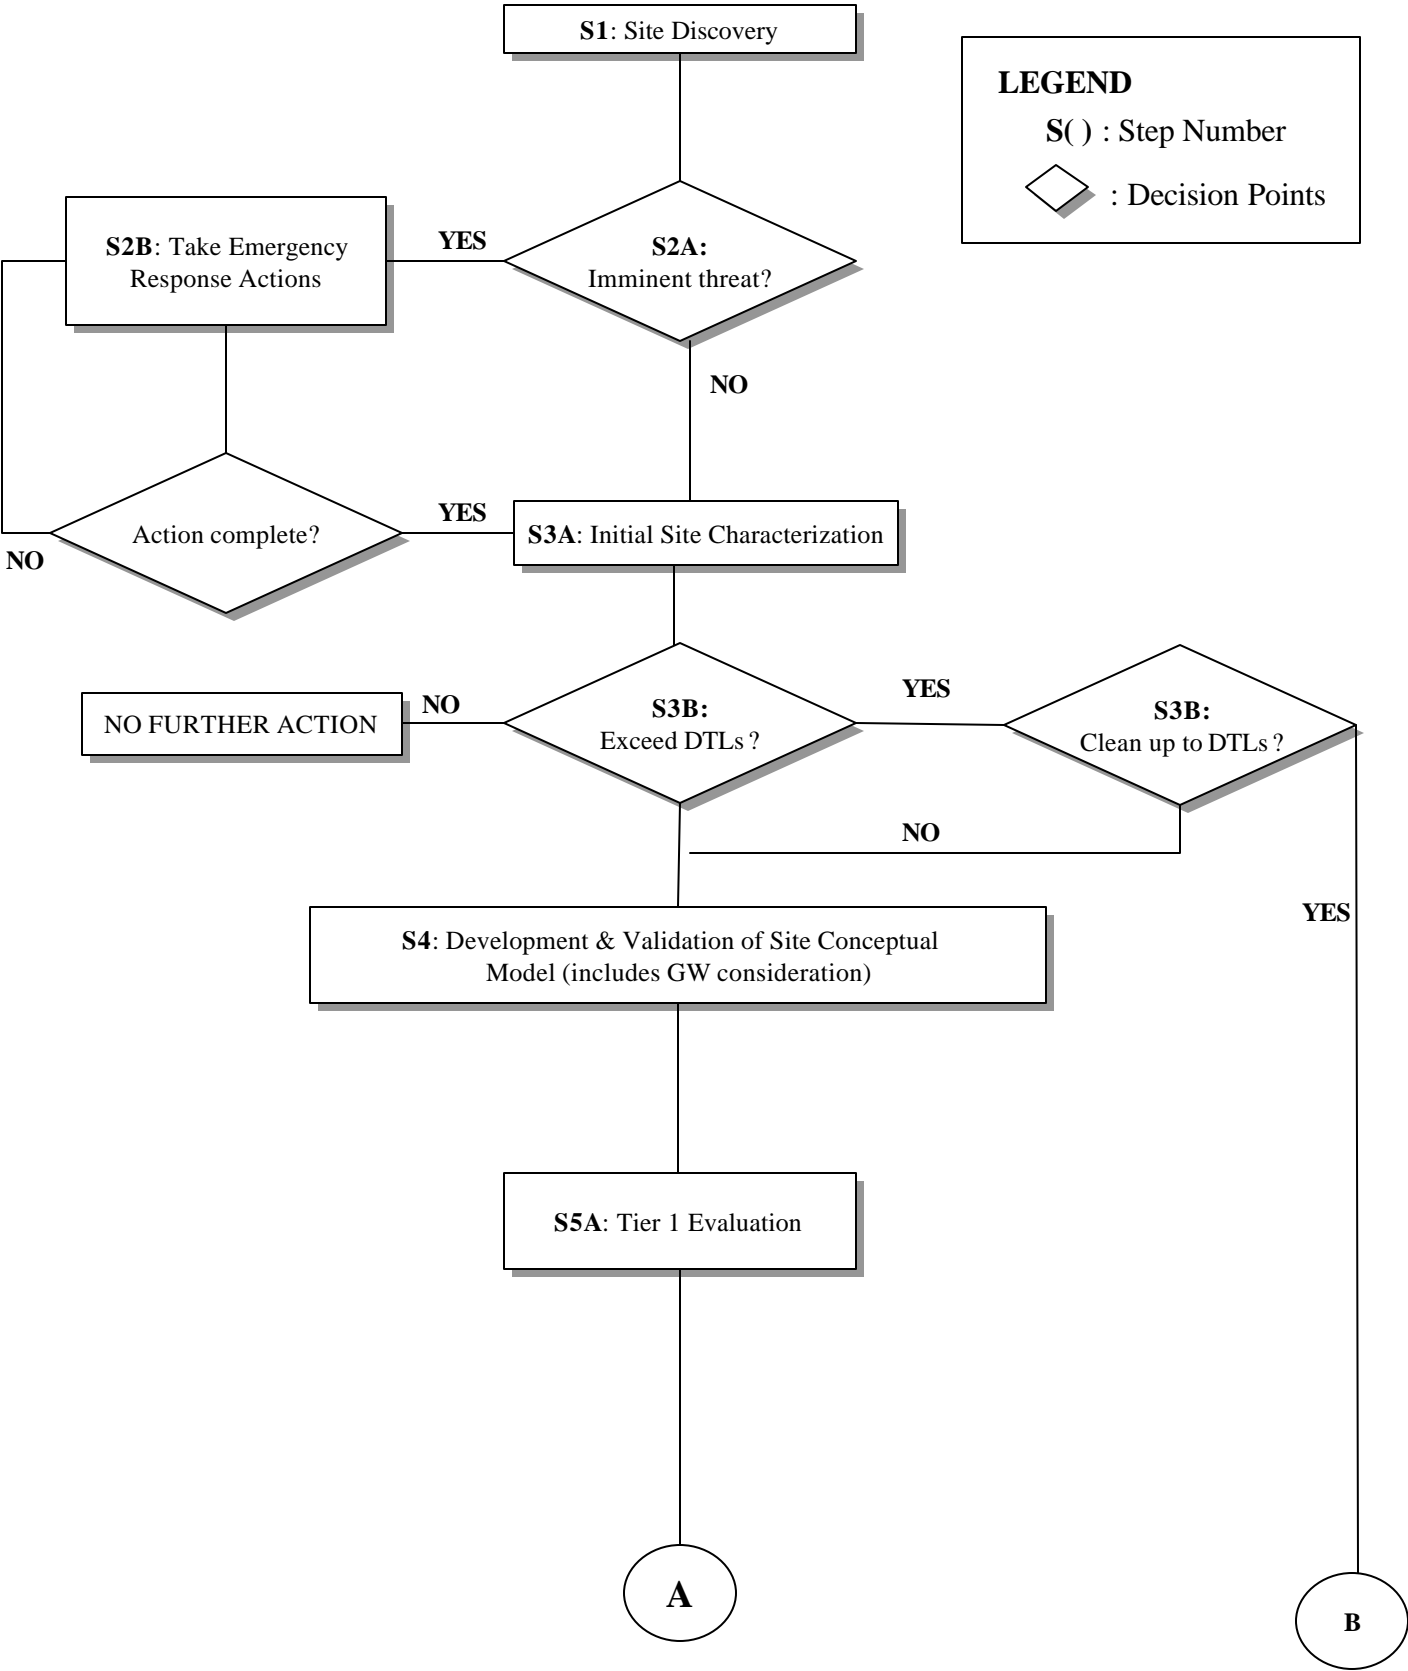 S1: Site Discovery
LEGEND
S( ) : Step Number
: Decision Points
S2B: Take Emergency
Response Actions
YES
S2A:
Imminent threat?
NO
Action complete?
YES
S3A: Initial Site Characterization
NO
NO FURTHER ACTION
NO
S3B:
Exceed DTLs?
YES
S3B:
Clean up to DTLs?
NO
YES
S4: Development & Validation of Site Conceptual
Model (includes GW consideration)
S5A: Tier 1 Evaluation
A
B